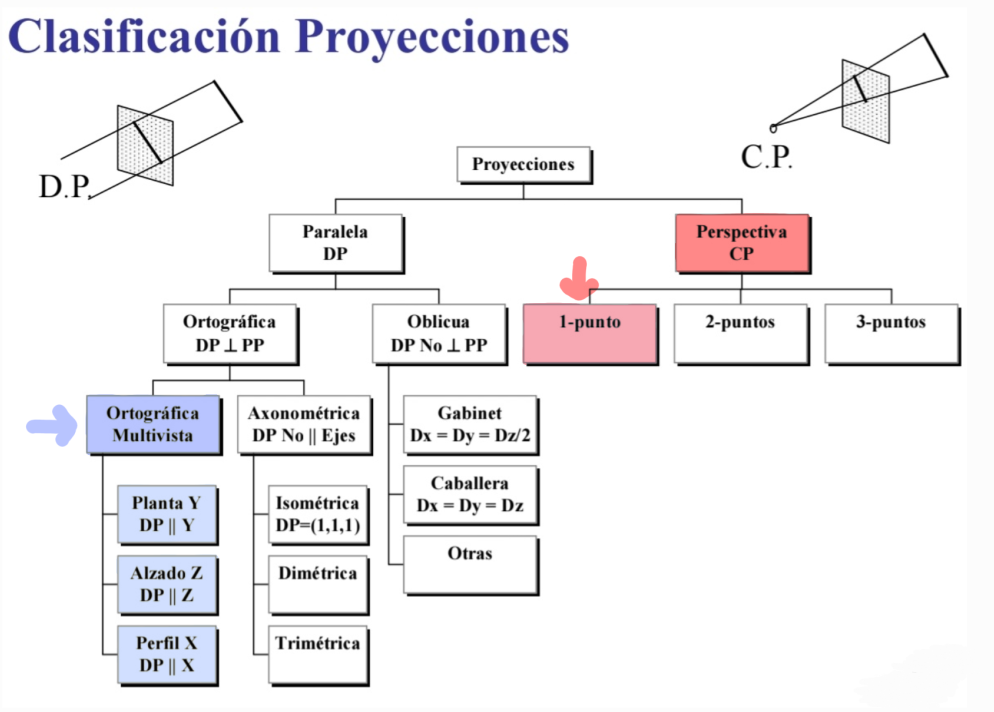 Clasificación Proyecciones
D.P.
C.P.
Proyecciones
Paralela
DP
Perspectiva
CP
Ortográfica
DP ⊥ PP
Oblicua
DP No ⊥ PP
1-punto
2-puntos
3-puntos
Ortográfica
Multivista
Axonométrica
DP No || Ejes
Gabinet
Dx = Dy = Dz/2
Caballera
Dx = Dy = Dz
Otras
Planta Y
DP || Y
Alzado Z
DP || Z
Perfil X
DP || X
Isométrica
DP=(1,1,1)
Dimétrica
Trimétrica